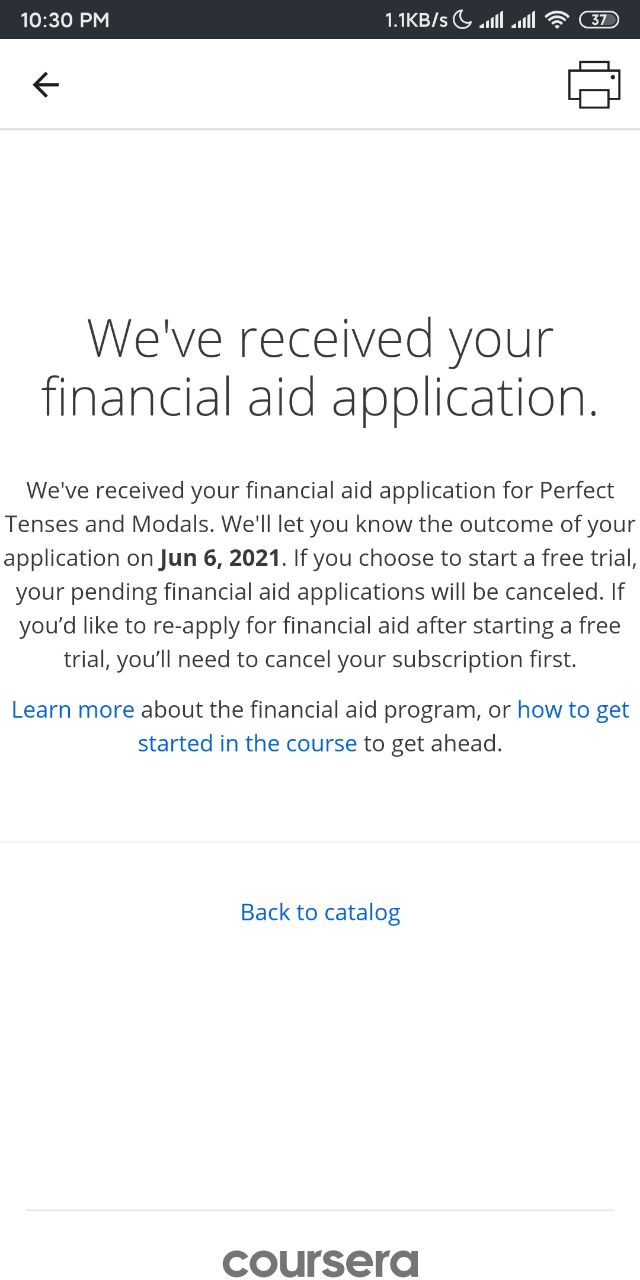 10:30 PM 1.1KB/s 37
We've received your
financial aid application.
We've received your financial aid application for Perfect
Tenses and Modals. We'll let you know the outcome of your
application on Jun 6, 2021. If you choose to start a free trial,
your pending financial aid applications will be canceled. If
you’d like to re-apply for financial aid after starting a free
trial, you’ll need to cancel your subscription first.
Learn more about the financial aid program, or how to get
started in the course to get ahead.
Back to catalog
coursera